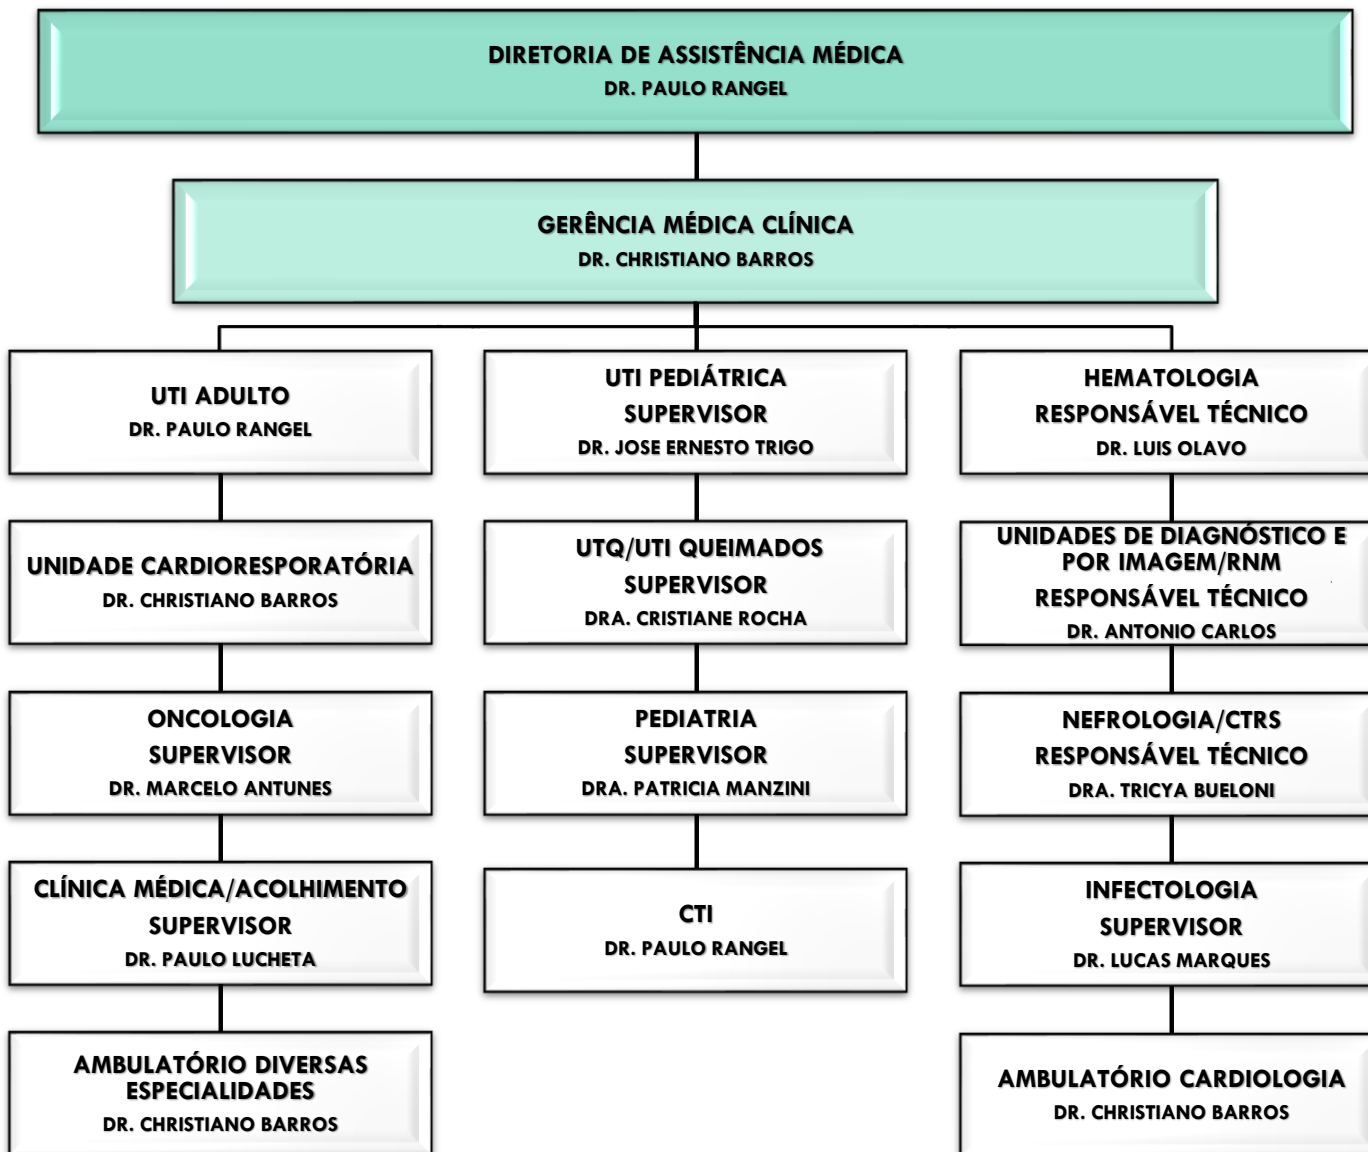 DIRETORIA DE ASSISTÊNCIA MÉDICA
DR. PAULO RANGEL
GERÊNCIA MÉDICA CLÍNICA
DR. CHRISTIANO BARROS
UTI ADULTO
DR. PAULO RANGEL
UNIDADE CARDIORESPORATÓRIA
DR. CHRISTIANO BARROS
ONCOLOGIA
SUPERVISOR
DR. MARCELO ANTUNES
CLÍNICA MÉDICA/ACOLHIMENTO
SUPERVISOR
DR. PAULO LUCHETA
AMBULATÓRIO DIVERSAS
ESPECIALIDADES
DR. CHRISTIANO BARROS
UTI PEDIÁTRICA
SUPERVISOR
DR. JOSE ERNESTO TRIGO
UTQ/UTI QUEIMADOS
SUPERVISOR
DRA. CRISTIANE ROCHA
PEDIATRIA
SUPERVISOR
DRA. PATRICIA MANZINI
CTI
DR. PAULO RANGEL
HEMATOLOGIA
RESPONSÁVEL TÉCNICO
DR. LUIS OLAVO
UNIDADES DE DIAGNÓSTICO E
POR IMAGEM/RNM
RESPONSÁVEL TÉCNICO
DR. ANTONIO CARLOS
NEFROLOGIA/CTRS
RESPONSÁVEL TÉCNICO
DRA. TRICYA BUELONI
INFECTOLOGIA
SUPERVISOR
DR. LUCAS MARQUES
AMBULATÓRIO CARDIOLOGIA
DR. CHRISTIANO BARROS